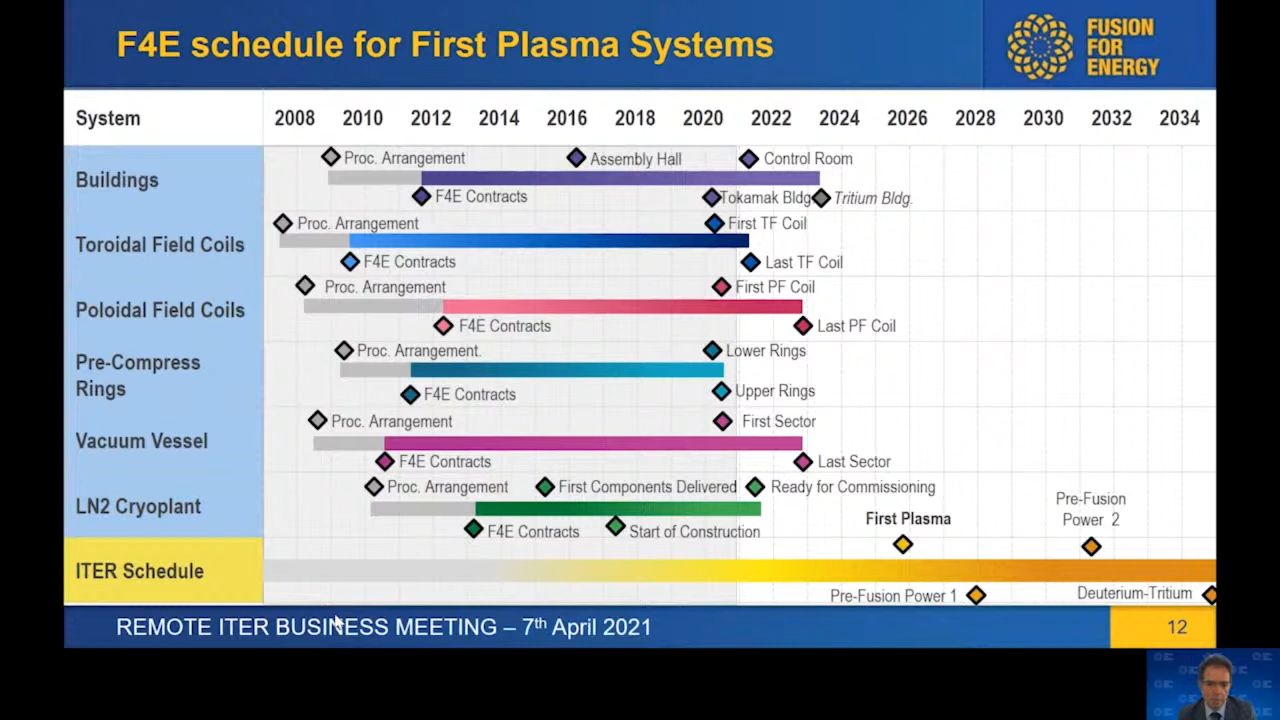 F4E schedule for First Plasma Systems
FUSION
FOR
ENERGY
System 2008 2010 2012 2014 2016 2018 2020 2022 2024 2026 2028 2030 2032 2034
Proc. Arrangement Assembly Hall Control Room
Buildings
F4E Contracts Tokamak Bldg Tritium Bldg.
Proc. Arrangement First TF Coil
Toroidal Field Coils
F4E Contracts Last TF Coil
Proc. Arrangement First PF Coil
Poloidal Field Coils
F4E Contracts Last PF Coil
Proc. Arrangement. Lower Rings
Pre-Compress
Rings
F4E Contracts Upper Rings
Proc. Arrangement First Sector
Vacuum Vessel
F4E Contracts Last Sector
Proc. Arrangement First Components Delivered Ready for Commissioning
LN2 Cryoplant
F4E Contracts Start of Construction
First Plasma
Pre-Fusion
Power 2
ITER Schedule
Pre-Fusion Power 1 Deuterium-Tritium
REMOTE ITER BUSINESS MEETING – 7th April 2021
12